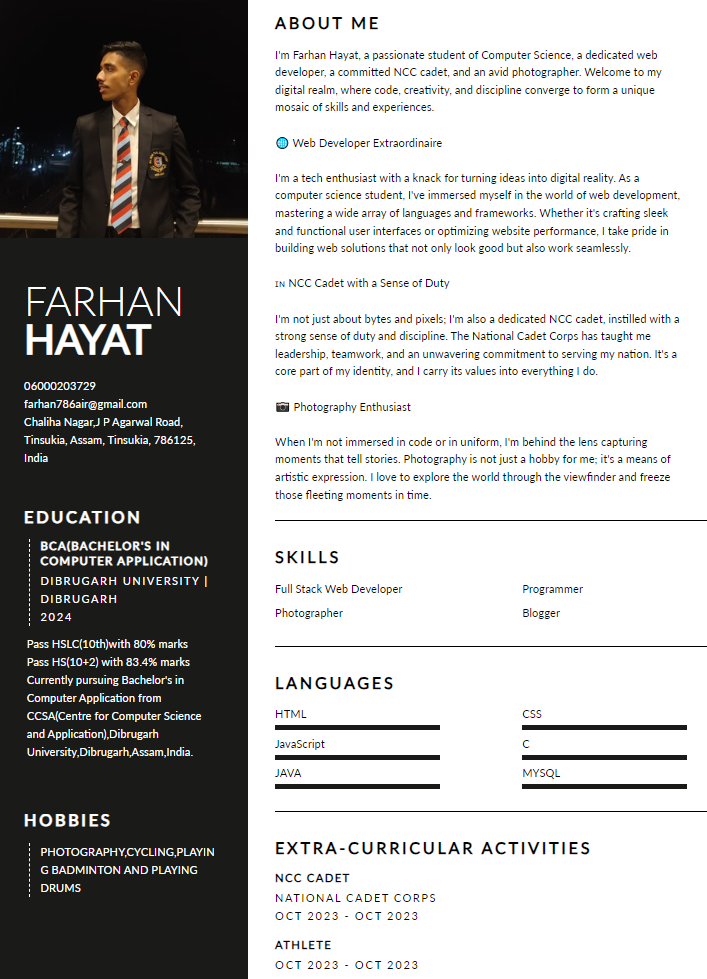 FARHAN
HAYAT
06000203729
farhan786air@gmail.com
Chaliha Nagar,J P Agarwal Road,
Tinsukia, Assam, Tinsukia, 786125,
India
EDUCATION
BCA(BACHELOR'S IN
COMPUTER APPLICATION)
DIBRUGARH UNIVERSITY |
DIBRUGARH
2024
Pass HSLC(10th)with 80% marks
Pass HS(10+2) with 83.4% marks
Currently pursuing Bachelor's in
Computer Application from
CCSA(Centre for Computer Science
and Application),Dibrugarh
University,Dibrugarh,Assam,India.
HOBBIES
PHOTOGRAPHY,CYCLING,PLAYIN
G BADMINTON AND PLAYING
DRUMS
ABOUT ME
I'm Farhan Hayat, a passionate student of Computer Science, a dedicated web
developer, a committed NCC cadet, and an avid photographer. Welcome to my
digital realm, where code, creativity, and discipline converge to form a unique
mosaic of skills and experiences.
🌐 Web Developer Extraordinaire
I'm a tech enthusiast with a knack for turning ideas into digital reality. As a
computer science student, I've immersed myself in the world of web development,
mastering a wide array of languages and frameworks. Whether it's crafting sleek
and functional user interfaces or optimizing website performance, I take pride in
building web solutions that not only look good but also work seamlessly.
IN NCC Cadet with a Sense of Duty
I'm not just about bytes and pixels; I'm also a dedicated NCC cadet, instilled with a
strong sense of duty and discipline. The National Cadet Corps has taught me
leadership, teamwork, and an unwavering commitment to serving my nation. It's a
core part of my identity, and I carry its values into everything I do.
📷 Photography Enthusiast
When I'm not immersed in code or in uniform, I'm behind the lens capturing
moments that tell stories. Photography is not just a hobby for me; it's a means of
artistic expression. I love to explore the world through the viewfinder and freeze
those fleeting moments in time.
SKILLS
Full Stack Web Developer
Programmer
Photographer
Blogger
LANGUAGES
HTML
CSS
JavaScript
C
JAVA
MYSQL
EXTRA-CURRICULAR ACTIVITIES
NCC CADET
NATIONAL CADET CORPS
OCT 2023 - OCT 2023
ATHLETE
OCT 2023 - OCT 2023